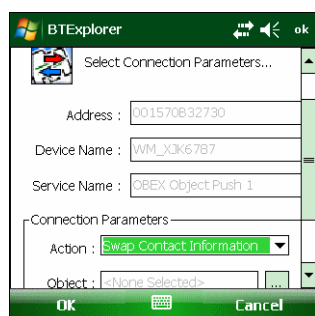 BTExplorer ok
Select Connection Parameters...
Address : 001570B32730
Device Name : WM_XJK6787
Service Name : OBEX Object Push 1
Connection Parameters
Action : Swap Contact Information
Object : <None Selected> ...
OK Cancel